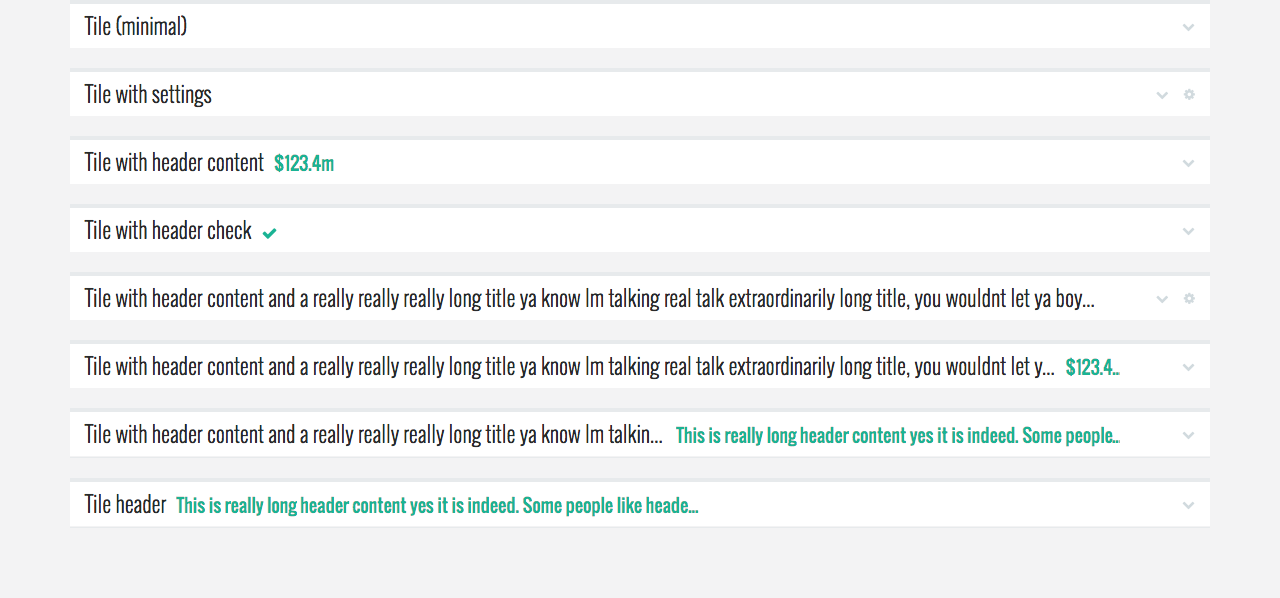 Tile (minimal)
Tile with settings
Tile with header content $123.4m
Tile with header check
Tile with header content and a really really really long title ya know Im talking real talk extraordinarily long title, you wouldnt let ya boy...
Tile with header content and a really really really long title ya know Im talking real talk extraordinarily long title, you wouldnt let y... $123.4...
Tile with header content and a really really really long title ya know Im talkin... This is really long header content yes it is indeed. Some people...
Tile header This is really long header content yes it is indeed. Some people like heade...